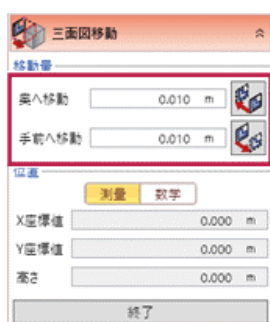 三面図移動
移動量
奥へ移動 0.010 m
手前へ移動 0.010 m
位置
測量 数学
X座標値 0.000 m
Y座標値 0.000 m
高さ 0.000 m
終了